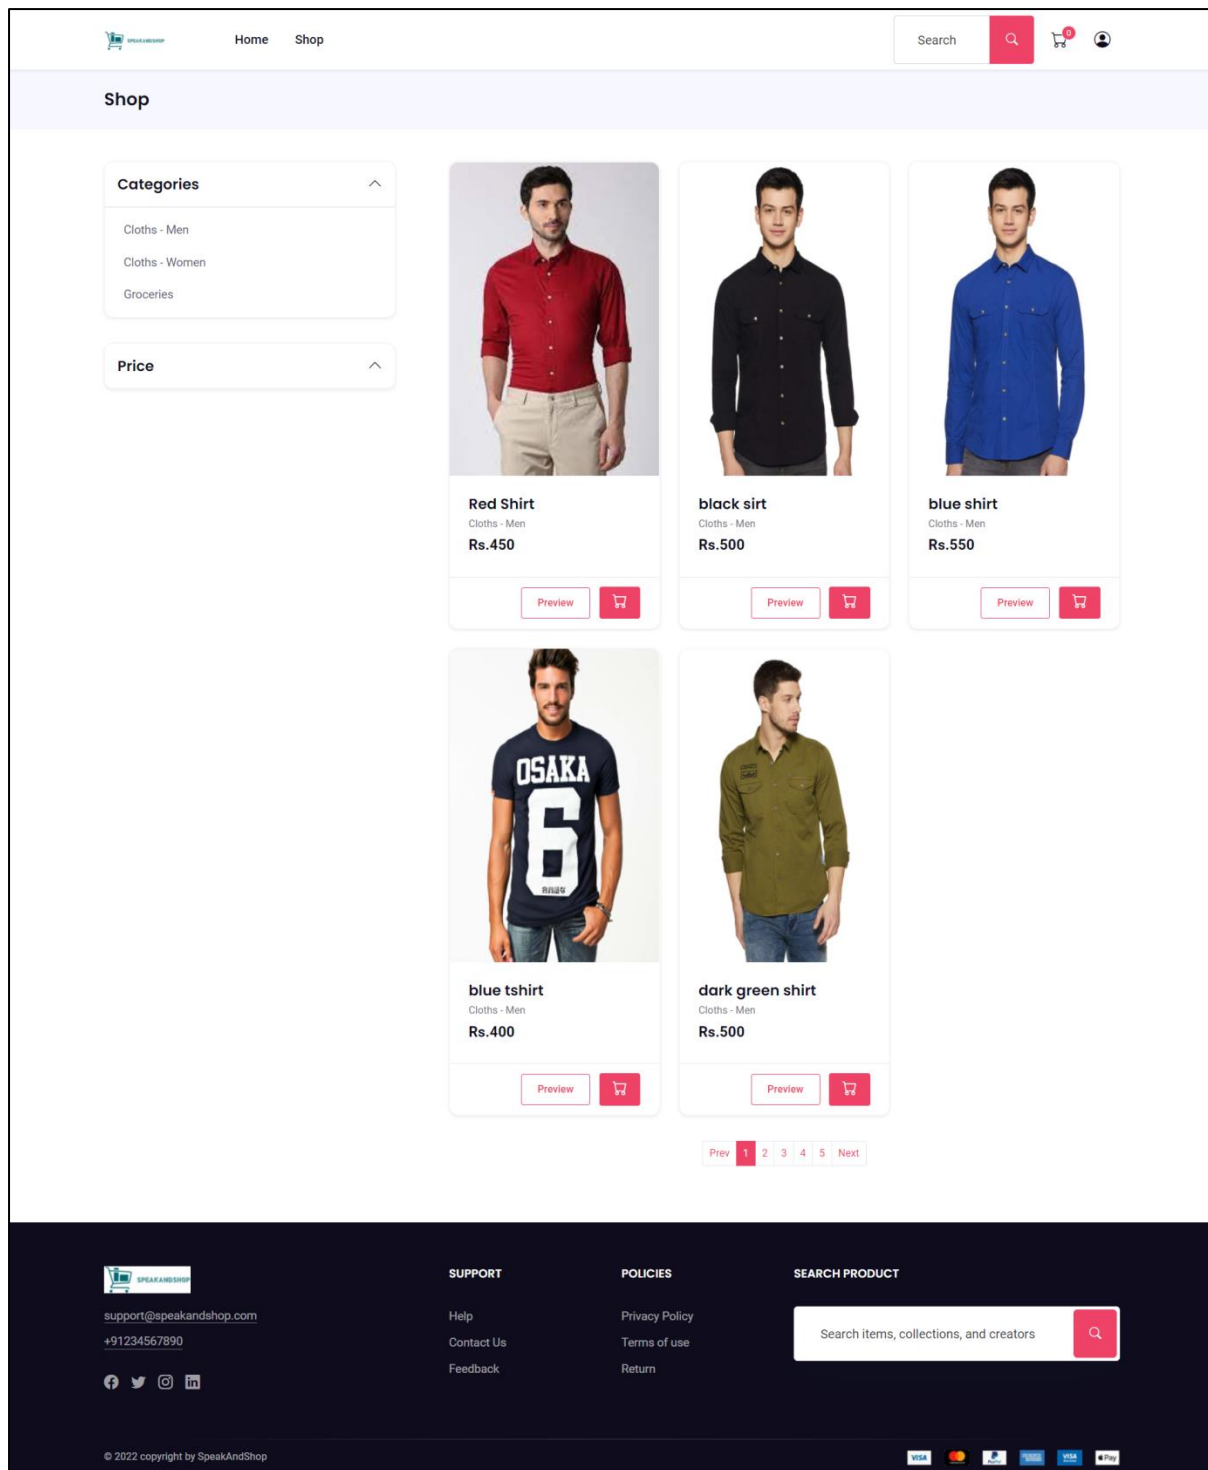 SPEAKANDSHOP
Home
Shop
Search
0
Shop
Categories
Cloths - Men
Cloths - Women
Groceries
Price
Red Shirt
Cloths - Men
Rs.450
Preview
black sirt
Cloths - Men
Rs.500
Preview
blue shirt
Cloths - Men
Rs.550
Preview
OSAKA
6
blue tshirt
Cloths - Men
Rs.400
Preview
dark green shirt
Cloths - Men
Rs.500
Preview
Prev 1 2 3 4 5 Next
SPEAKANDSHOP
support@speakandshop.com
+91234567890
SUPPORT
Help
Contact Us
Feedback
POLICIES
Privacy Policy
Terms of use
Return
SEARCH PRODUCT
Search items, collections, and creators
© 2022 copyright by SpeakAndShop
VISA
PayPal
VISA
Pay